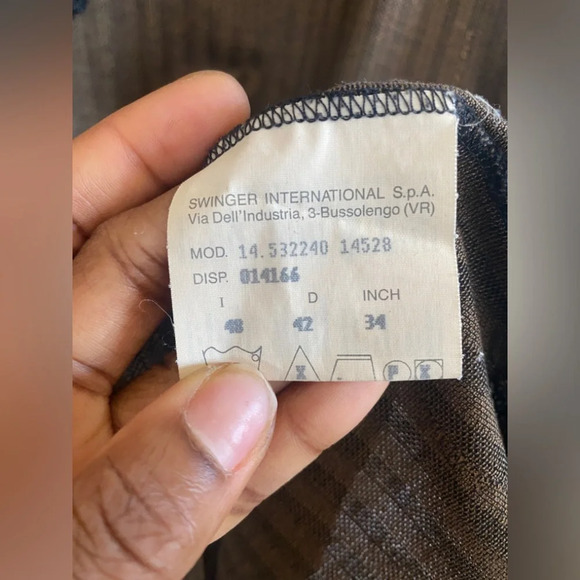 SWINGER INTERNATIONAL S.p.A.
Via Dell'Industria, 3-Bussolengo (VR)
MOD. 14.532240 14528
DISP. 014166
I D INCH
48 42 34
X P X